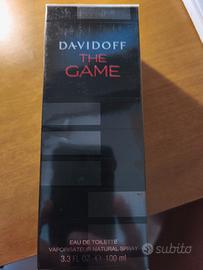 DAVIDOFF
THE
GAME
EAU DE TOILETTE
VAPORISATEUR NATURAL SPRAY
3.3 FL. OZ. ℮ 100 ml
subito